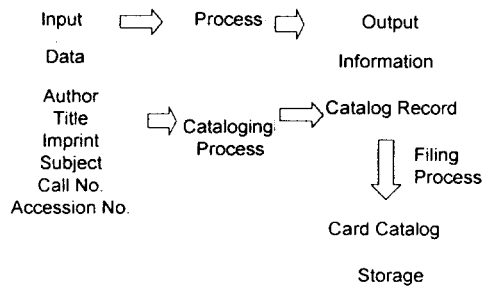 Input Process Output
Data Information
Author
Title
Imprint
Subject
Call No.
Accession No.
Cataloging
Process
Catalog Record
Filing
Process
Card Catalog
Storage